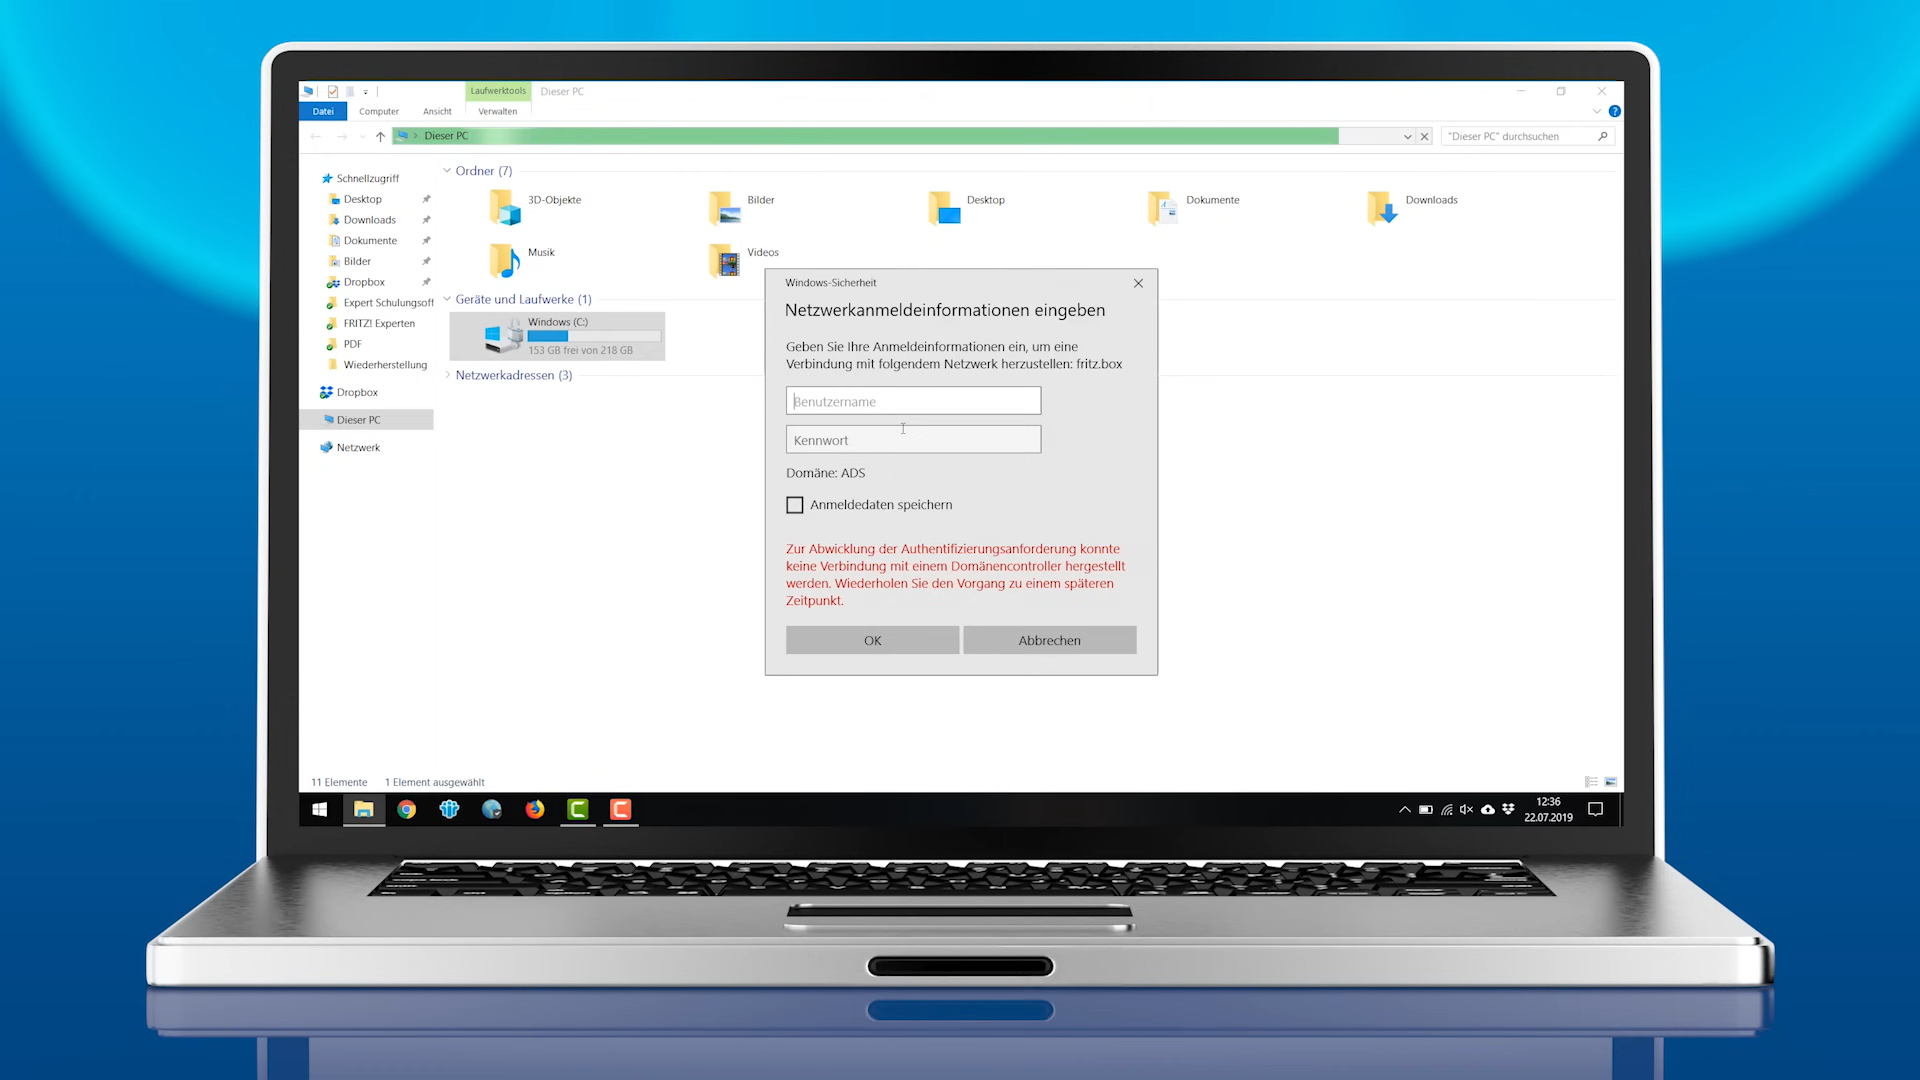 Laufwerktools
Dieser PC
Datei
Computer
Ansicht
Verwalten
Dieser PC
"Dieser PC" durchsuchen
Schnellzugriff
Desktop
Downloads
Dokumente
Bilder
Dropbox
Expert Schulungsoff
FRITZ! Experten
PDF
Wiederherstellung
Dropbox
Dieser PC
Netzwerk
Ordner (7)
3D-Objekte
Bilder
Desktop
Dokumente
Downloads
Musik
Videos
Geräte und Laufwerke (1)
Windows (C:)
153 GB frei von 218 GB
Netzwerkadressen (3)
Windows-Sicherheit
Netzwerkanmeldeinformationen eingeben
Geben Sie Ihre Anmeldeinformationen ein, um eine
Verbindung mit folgendem Netzwerk herzustellen: fritz.box
Benutzername
Kennwort
Domäne: ADS
Anmeldedaten speichern
Zur Abwicklung der Authentifizierungsanforderung konnte
keine Verbindung mit einem Domänencontroller hergestellt
werden. Wiederholen Sie den Vorgang zu einem späteren
Zeitpunkt.
OK
Abbrechen
11 Elemente
1 Element ausgewählt
12:36
22.07.2019